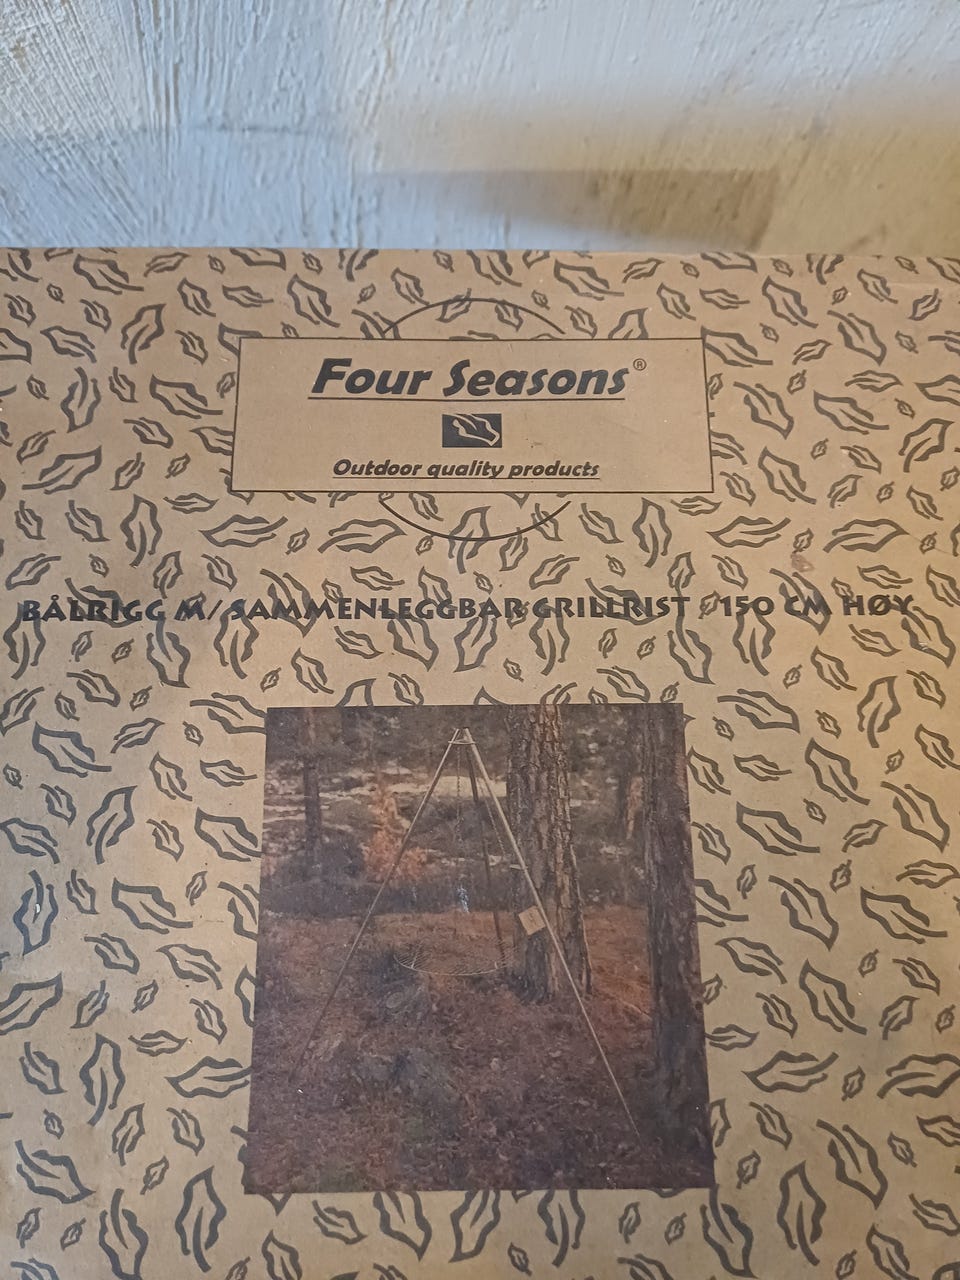 Four Seasons®
Outdoor quality products
BÅLRIGG M/ SAMMENLEGGBAR GRILLRIST - 150 CM HØY